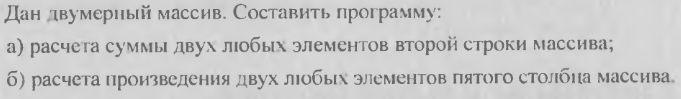 Дан двумерный массив. Составить программу:
а) расчета суммы двух любых элементов второй строки массива;
б) расчета произведения двух любых элементов пятого столбца массива.